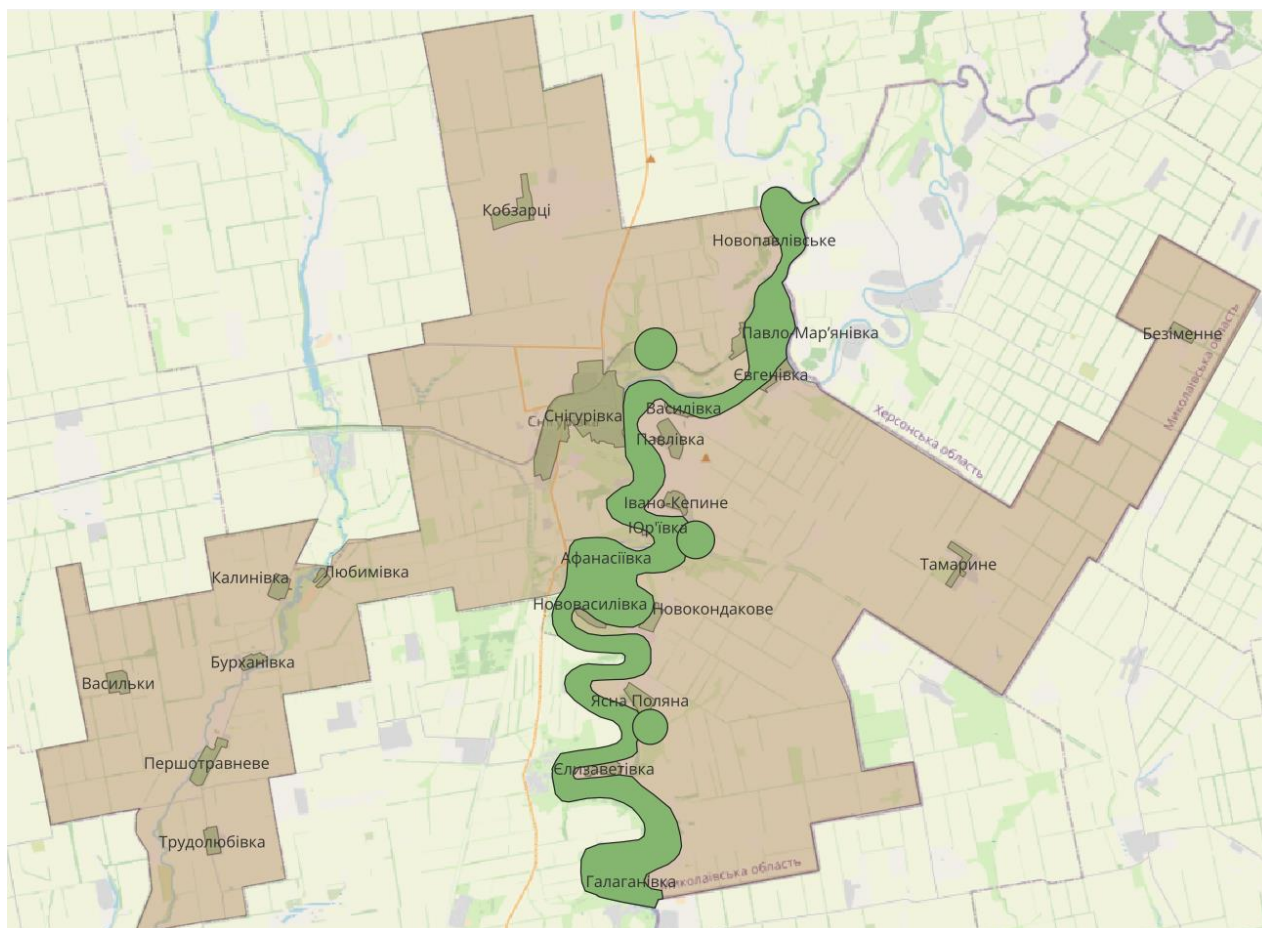 Кобзарці
Новопавлівське
Павло-Мар'янівка
Безіменне
Миколаївська область
Євгенівка
Херсонська область
Снігурівка
Снігурівка
Василівка
Павлівка
Івано-Кепине
Юр'ївка
Афанасіївка
Тамарине
Калинівка
Любимівка
Нововасилівка
Новокондакове
Бурханівка
Васильки
Ясна Поляна
Першотравневе
Єлизаветівка
Трудолюбівка
Галаганівка
Миколаївська область